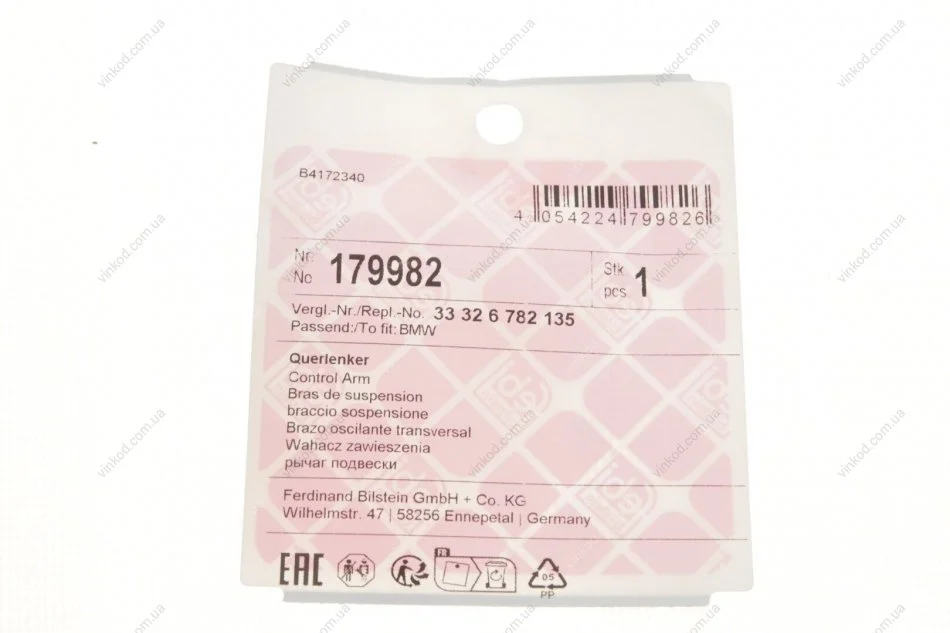 B4172340
4 054224 799826
Nr.
No 179982
Stk
pcs 1
Vergl.-Nr./Repl.-No. 33 32 6 782 135
Passend:/To fit: BMW
Querlenker
Control Arm
Bras de suspension
braccio sospensione
Brazo oscilante transversal
Wahacz zawieszenia
рычаг подвески
Ferdinand Bilstein GmbH + Co. KG
Wilhelmstr. 47 | 58256 Ennepetal | Germany
EAC
FR
05
PP
vinkod.com.ua